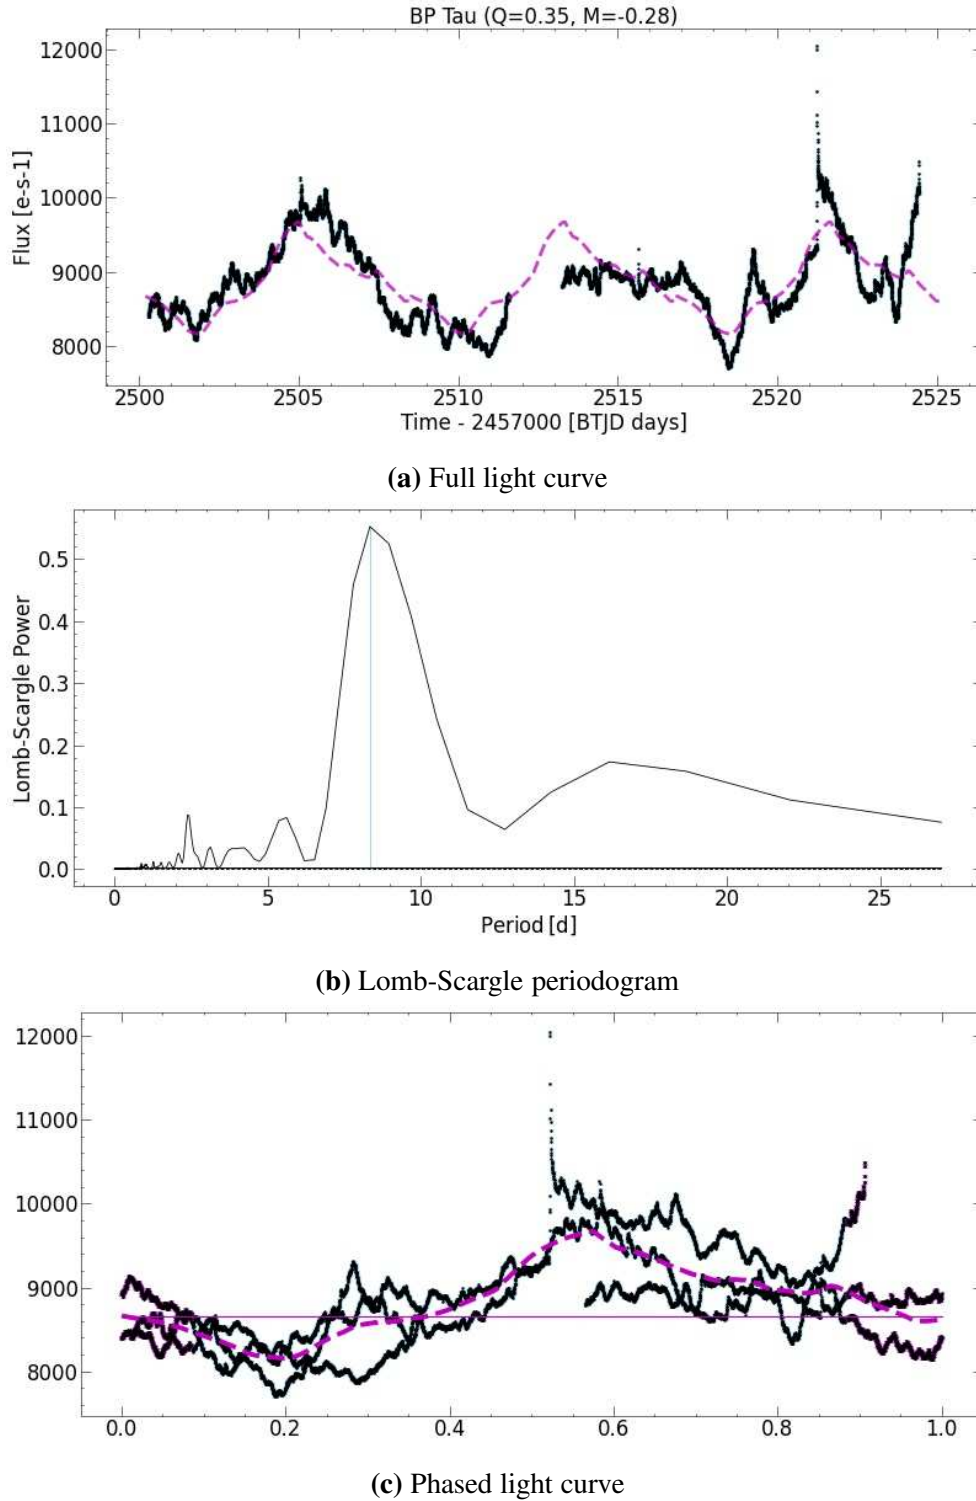 BP Tau (Q=0.35, M=-0.28)
12000
11000
10000
9000
8000
Flux [e-s-1]
2500 2505 2510 2515 2520 2525
Time - 2457000 [BTJD days]
(a) Full light curve
0.5
0.4
0.3
0.2
0.1
0.0
Lomb-Scargle Power
0 5 10 15 20 25
Period [d]
(b) Lomb-Scargle periodogram
12000
11000
10000
9000
8000
0.0 0.2 0.4 0.6 0.8 1.0
(c) Phased light curve